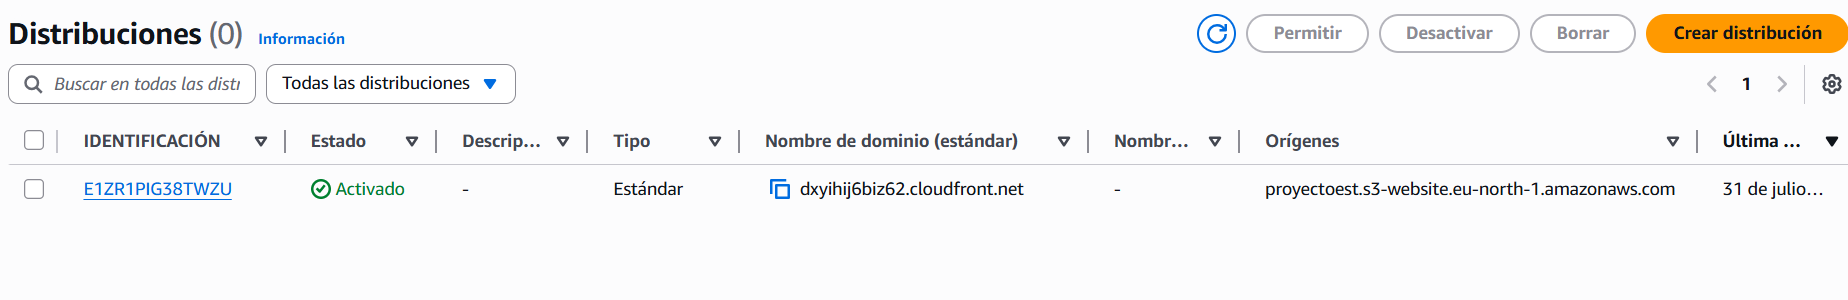 Distribuciones (0) Información Permitir Desactivar Borrar Crear distribución
Buscar en todas las distr Todas las distribuciones 1
IDENTIFICACIÓN Estado Descrip... Tipo Nombre de dominio (estándar) Nombr... Orígenes Última ...
E1ZR1PIG38TWZU Activado - Estándar dxyihij6biz62.cloudfront.net - proyectoest.s3-website.eu-north-1.amazonaws.com 31 de julio...